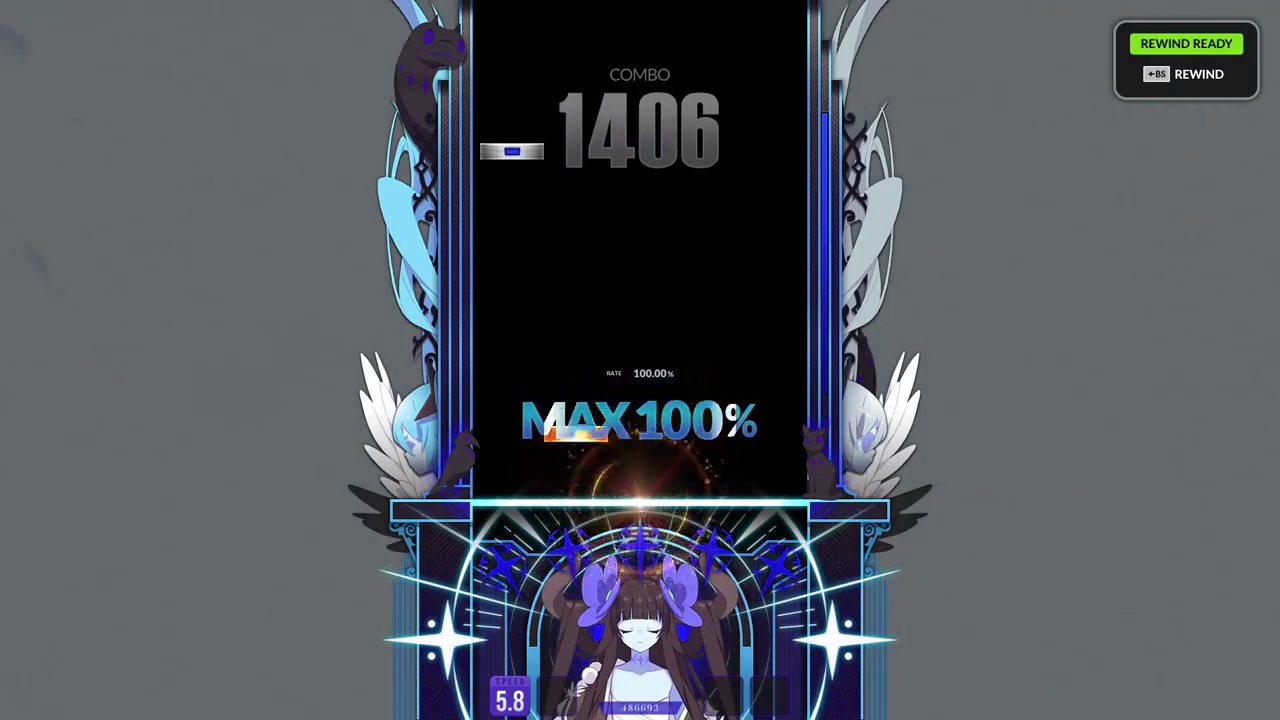 REWIND READY
←BS REWIND
COMBO
1406
RATE 100.00%
MAX 100%
SPEED
5.8
486693